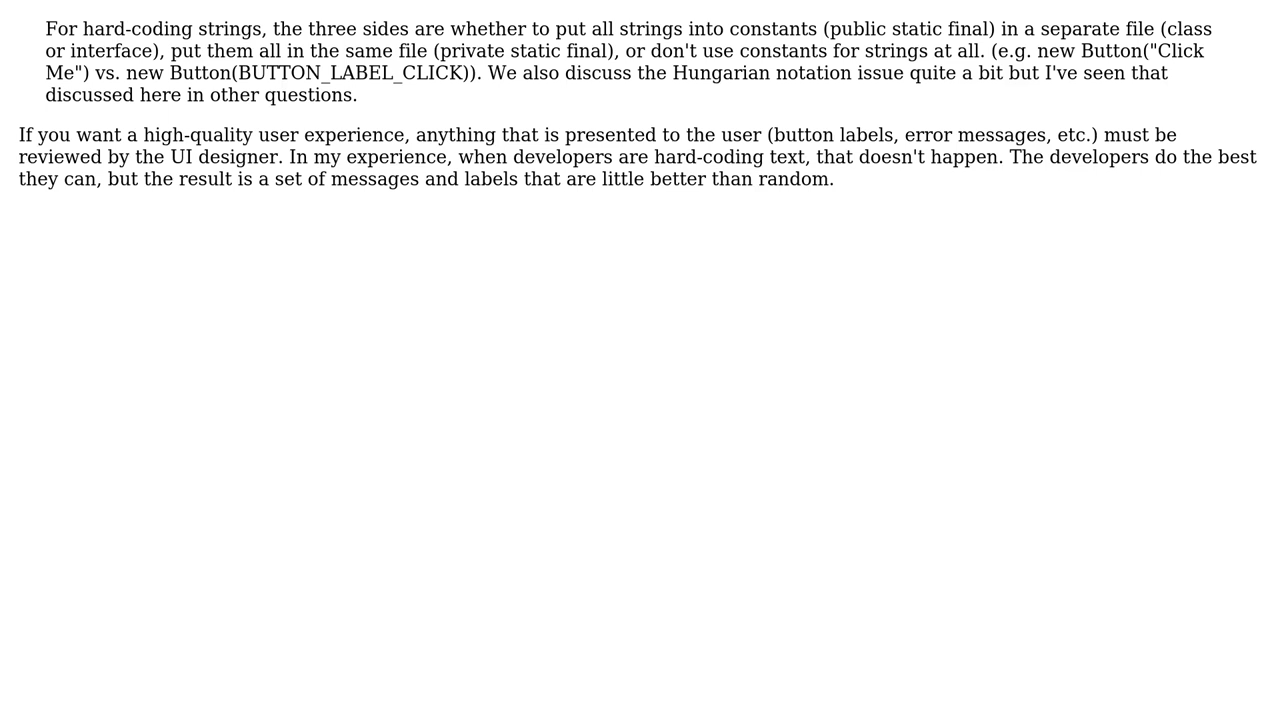 For hard-coding strings, the three sides are whether to put all strings into constants (public static final) in a separate file (class
or interface), put them all in the same file (private static final), or don't use constants for strings at all. (e.g. new Button("Click
Me") vs. new Button(BUTTON_LABEL_CLICK)). We also discuss the Hungarian notation issue quite a bit but I've seen that
discussed here in other questions.
If you want a high-quality user experience, anything that is presented to the user (button labels, error messages, etc.) must be
reviewed by the UI designer. In my experience, when developers are hard-coding text, that doesn't happen. The developers do the best
they can, but the result is a set of messages and labels that are little better than random.